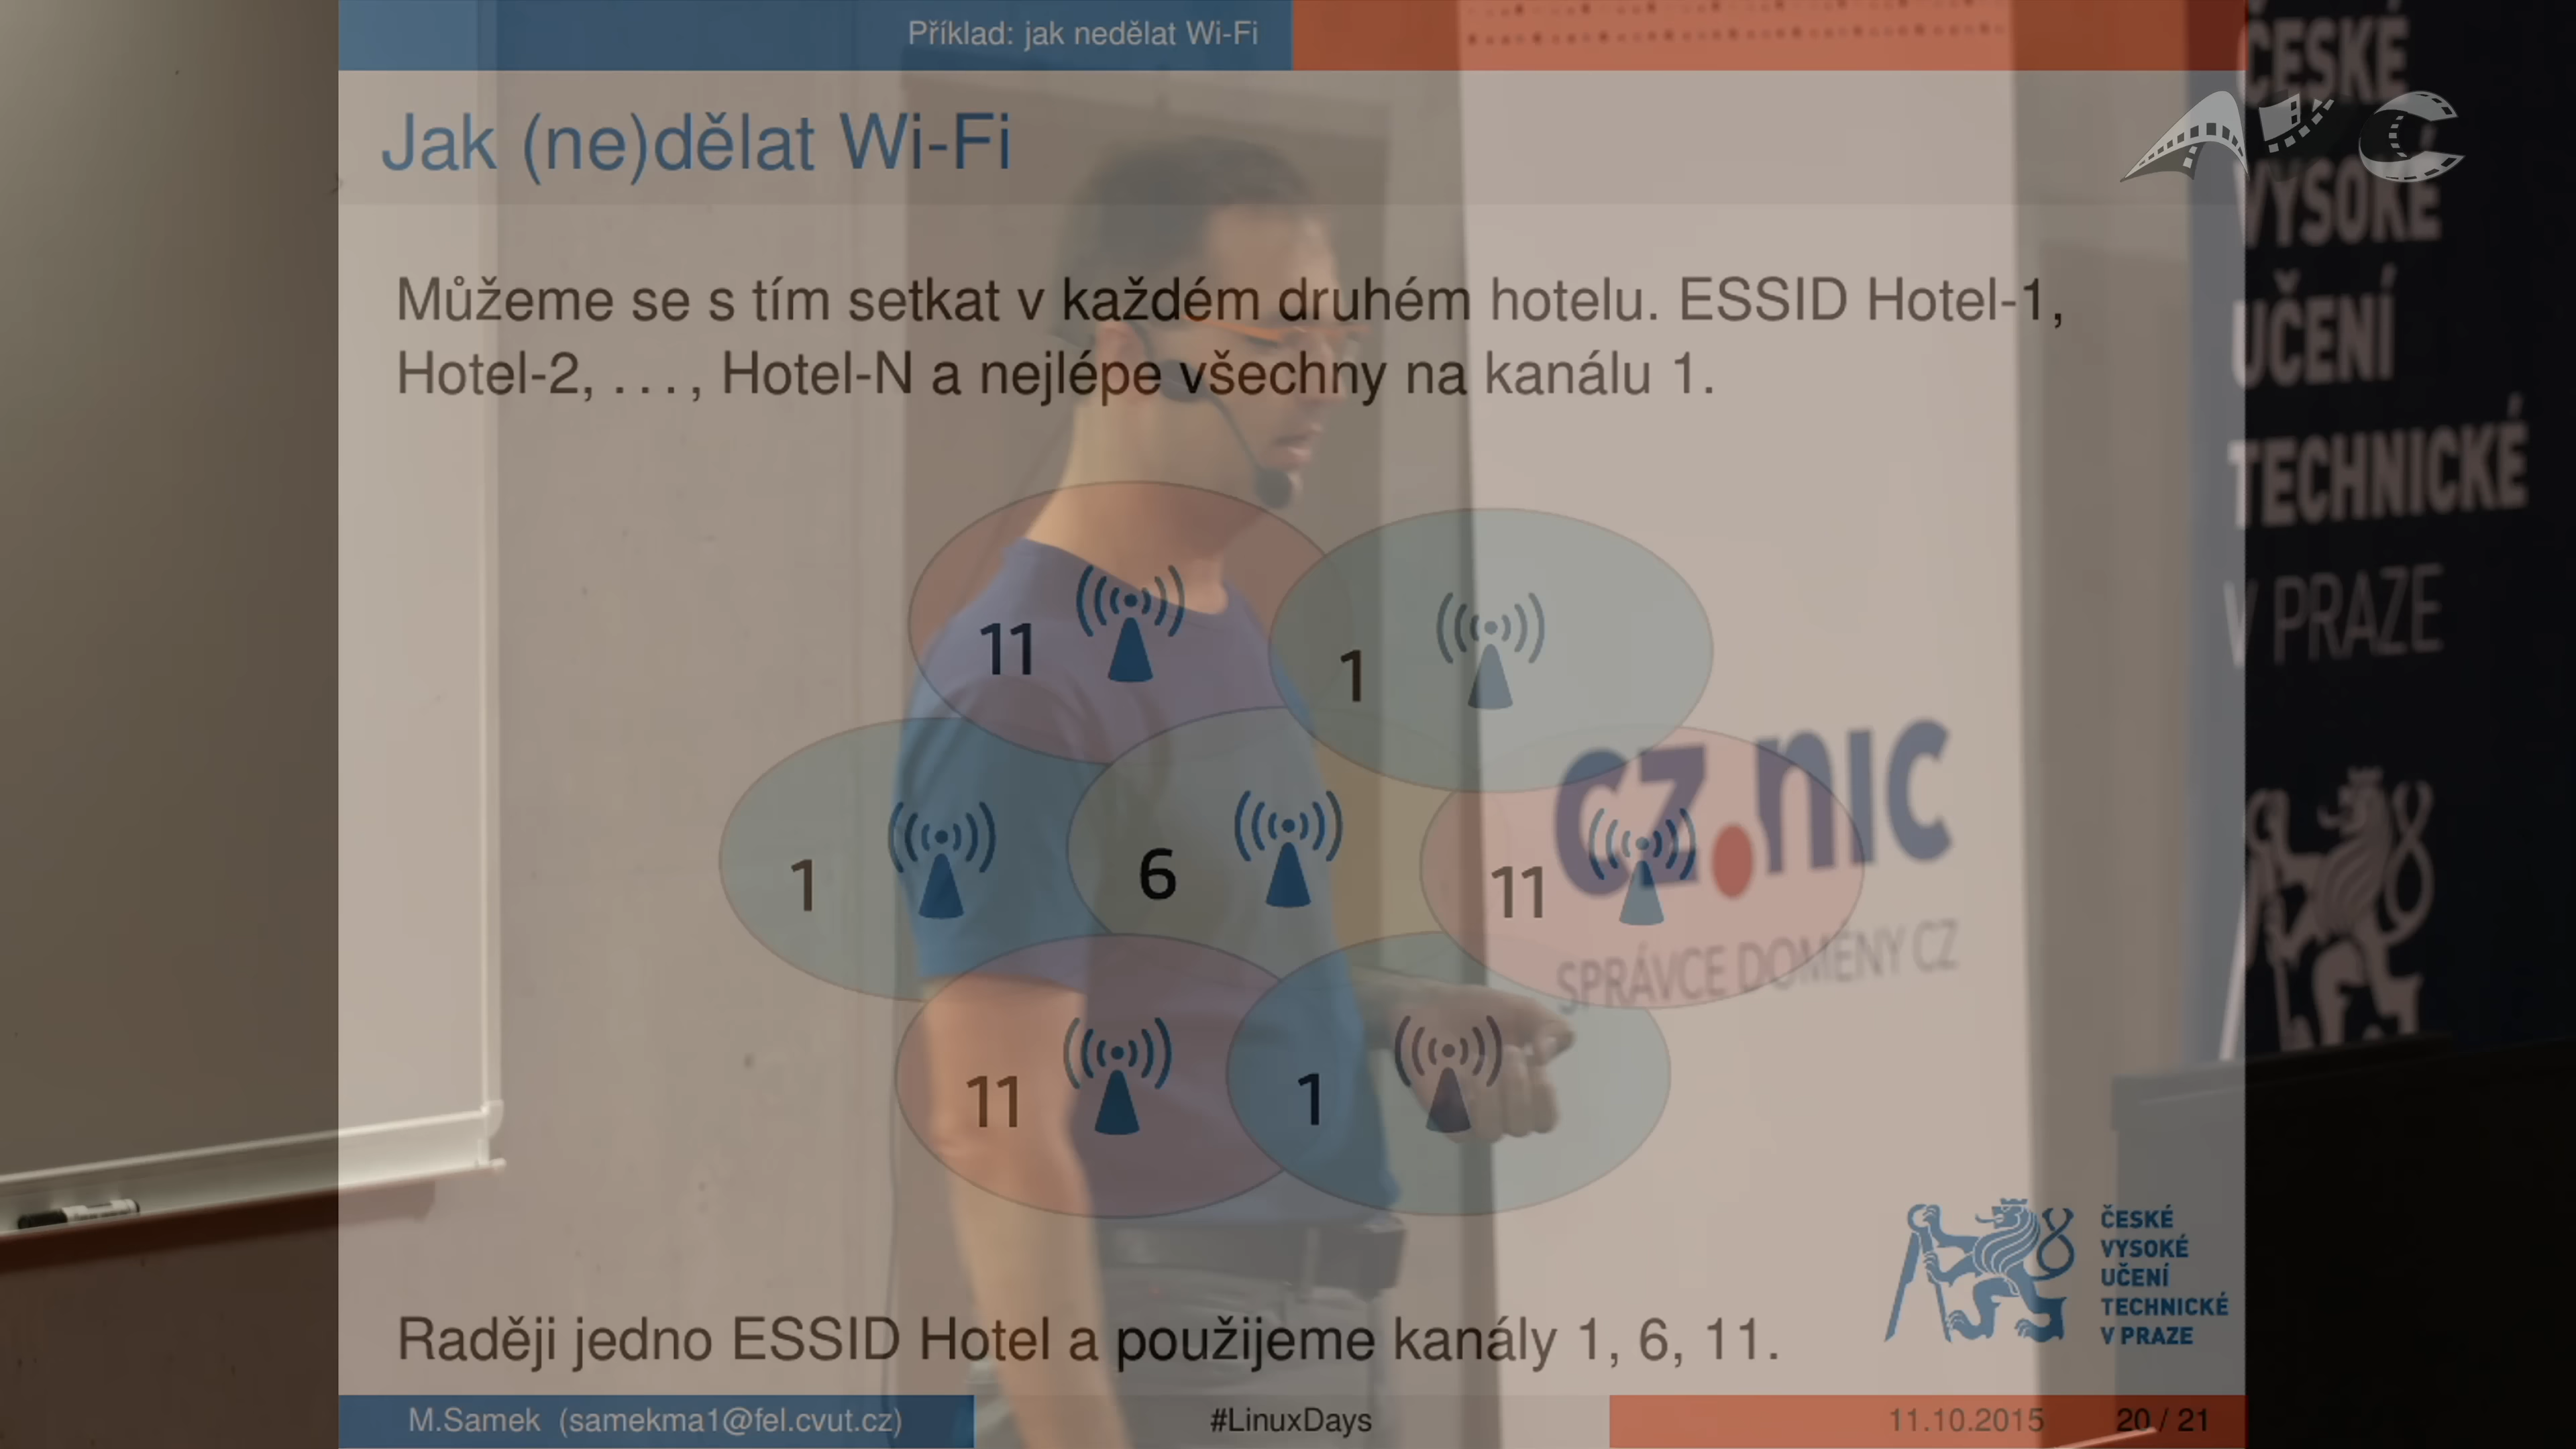 Příklad: jak nedělat Wi-Fi
Jak (ne)dělat Wi-Fi
Můžeme se s tím setkat v každém druhém hotelu. ESSID Hotel-1,
Hotel-2, . . . , Hotel-N a nejlépe všechny na kanálu 1.
11
1
1
6
11
11
1
Raději jedno ESSID Hotel a použijeme kanály 1, 6, 11.
cz.nic
SPRÁVCE DOMÉNY CZ
ČESKÉ
VYSOKÉ
UČENÍ
TECHNICKÉ
V PRAZE
ČESKÉ
VYSOKÉ
UČENÍ
TECHNICKÉ
V PRAZE
M.Samek (samekma1@fel.cvut.cz)
#LinuxDays
11.10.2015
20 / 21